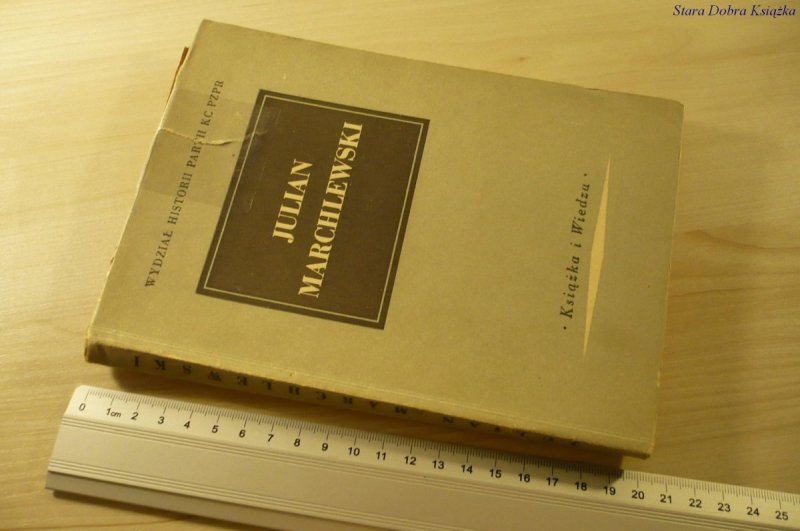 Stara Dobra Książka
WYDZIAŁ HISTORII PARTII KC PZPR
JULIAN
MARCHLEWSKI
• Książka i Wiedza •
JULIAN MARCHLEWSKI
0 1cm 2 3 4 5 6 7 8 9 10 11 12 13 14 15 16 17 18 19 20 21 22 23 24 25